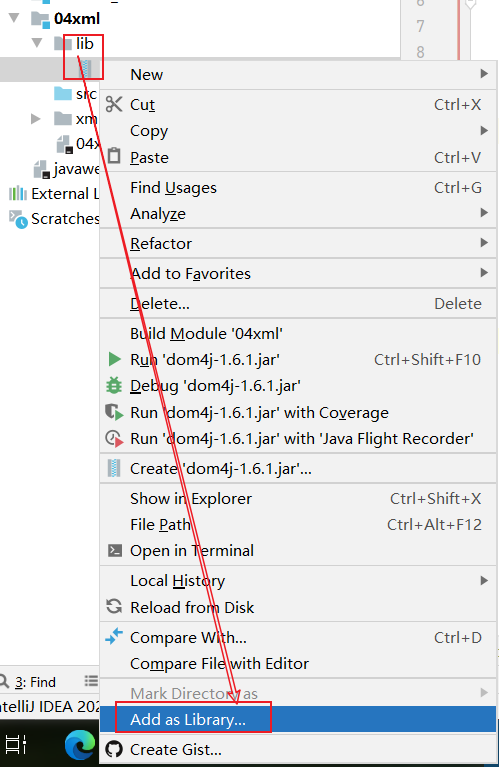 04xml
lib
src
xm
04x
javawe
External L
Scratches
6
7
8
New
Cut Ctrl+X
Copy
Paste Ctrl+V
Find Usages Ctrl+G
Analyze
Refactor
Add to Favorites
Delete... Delete
Build Module '04xml'
Run 'dom4j-1.6.1.jar' Ctrl+Shift+F10
Debug 'dom4j-1.6.1.jar'
Run 'dom4j-1.6.1.jar' with Coverage
Run 'dom4j-1.6.1.jar' with 'Java Flight Recorder'
Create 'dom4j-1.6.1.jar'...
Show in Explorer Ctrl+Shift+X
File Path Ctrl+Alt+F12
Open in Terminal
Local History
Reload from Disk
Compare With... Ctrl+D
Compare File with Editor
Mark Directory as
Add as Library...
Create Gist...
3: Find
ntelliJ IDEA 202